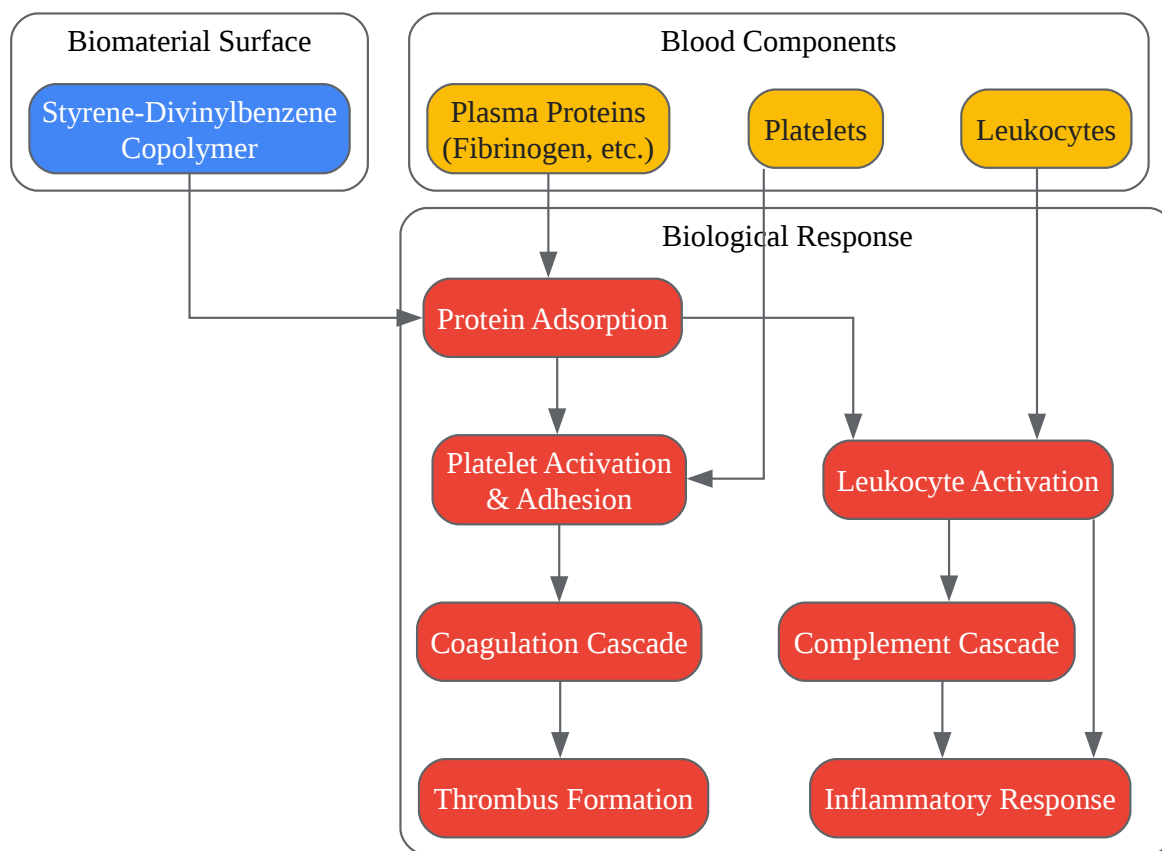 Biomaterial Surface
Styrene-Divinylbenzene
Copolymer
Blood Components
Plasma Proteins
(Fibrinogen, etc.)
Platelets
Leukocytes
Biological Response
Protein Adsorption
Platelet Activation
& Adhesion
Leukocyte Activation
Coagulation Cascade
Complement Cascade
Thrombus Formation
Inflammatory Response